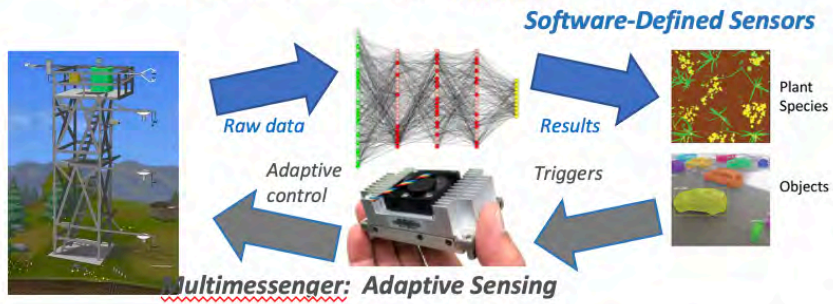 Software-Defined Sensors
Raw data
Results
Plant
Species
Adaptive
control
Triggers
Objects
Multimessenger: Adaptive Sensing